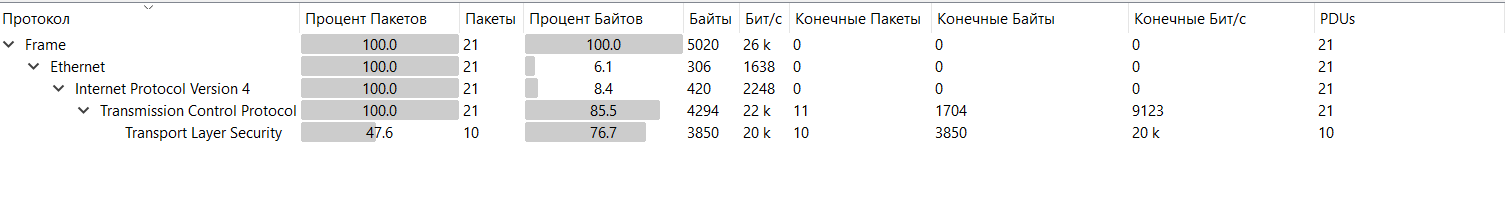 Протокол Процент Пакетов Пакеты Процент Байтов Байты Бит/с Конечные Пакеты Конечные Байты Конечные Бит/с PDUs
Frame 100.0 21 100.0 5020 26 k 0 0 0 21
Ethernet 100.0 21 6.1 306 1638 0 0 0 21
Internet Protocol Version 4 100.0 21 8.4 420 2248 0 0 0 21
Transmission Control Protocol 100.0 21 85.5 4294 22 k 11 1704 9123 21
Transport Layer Security 47.6 10 76.7 3850 20 k 10 3850 20 k 10